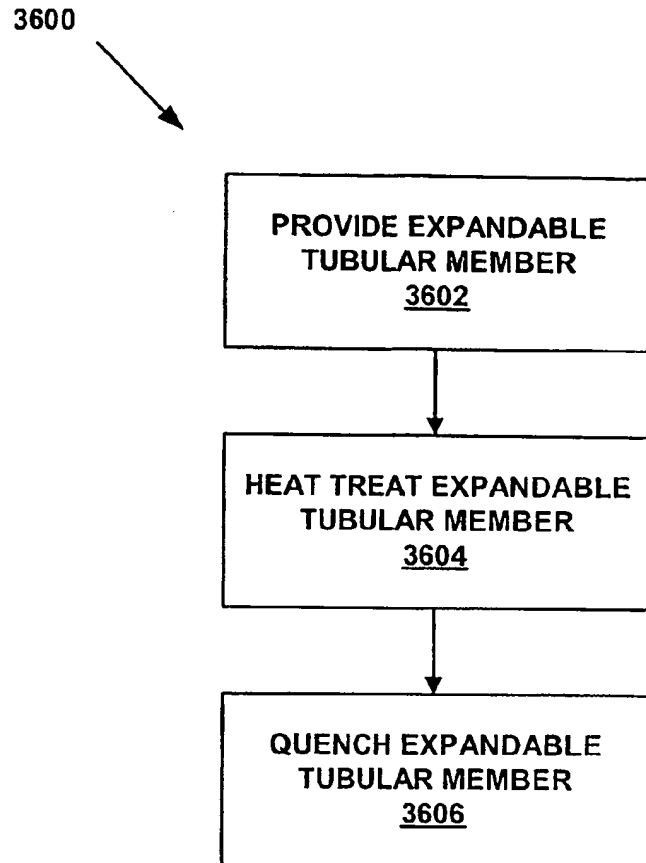 3600
PROVIDE EXPANDABLE
TUBULAR MEMBER
3602
HEAT TREAT EXPANDABLE
TUBULAR MEMBER
3604
QUENCH EXPANDABLE
TUBULAR MEMBER
3606